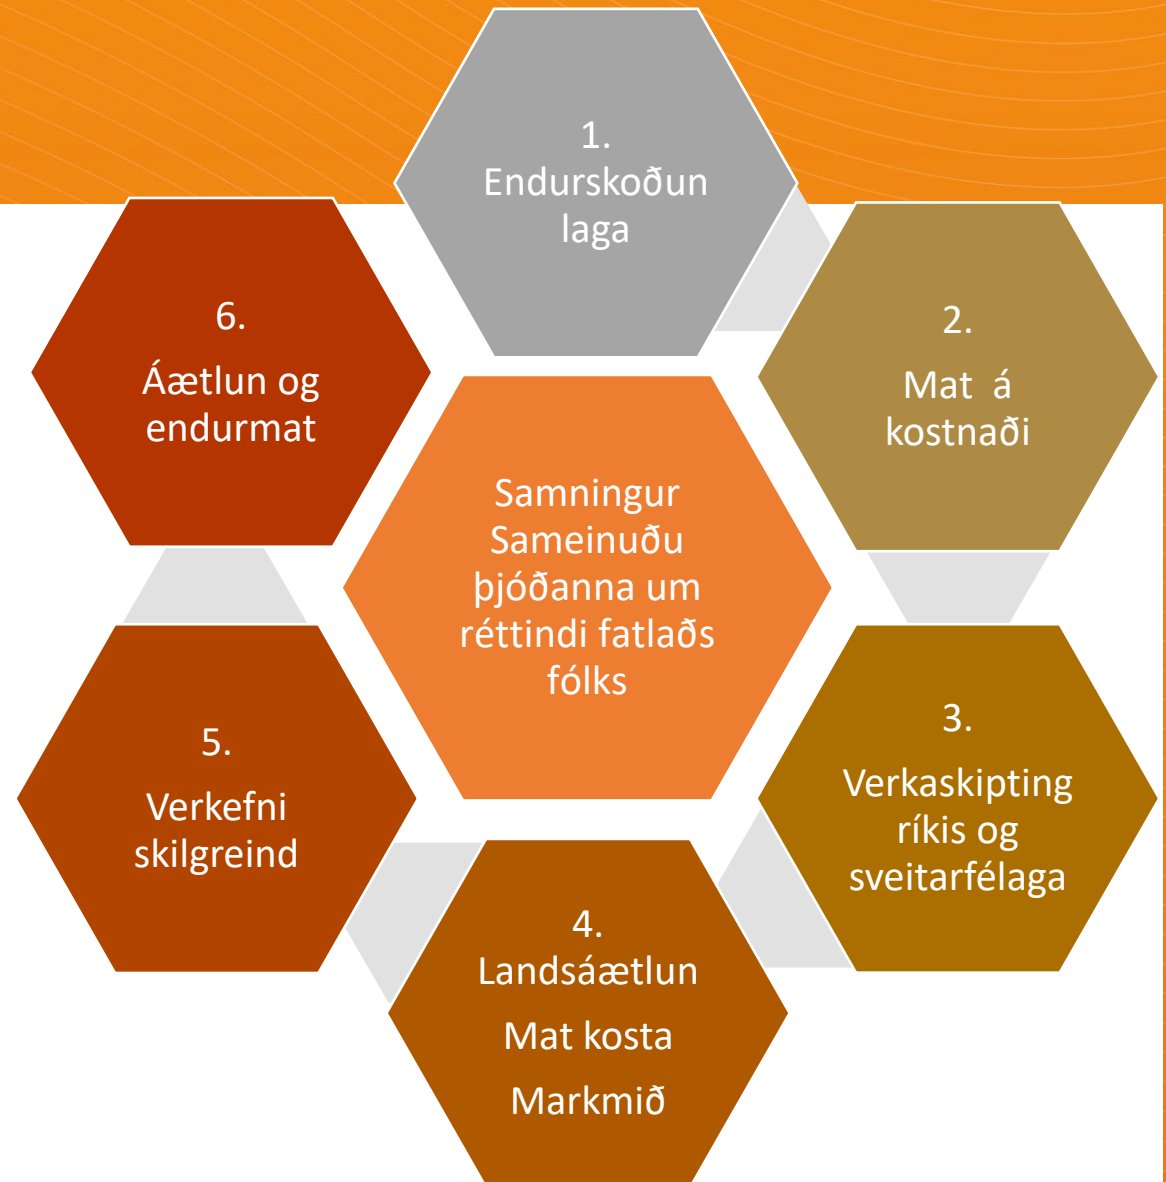 1.
Endurskoðun
laga
2.
Mat á
kostnaði
3.
Verkaskipting
ríkis og
sveitarfélaga
4.
Landsáætlun
Mat kosta
Markmið
5.
Verkefni
skilgreind
6.
Áætlun og
endurmat
Samningur
Sameinuðu
þjóðanna um
réttindi fatlaðs
fólks